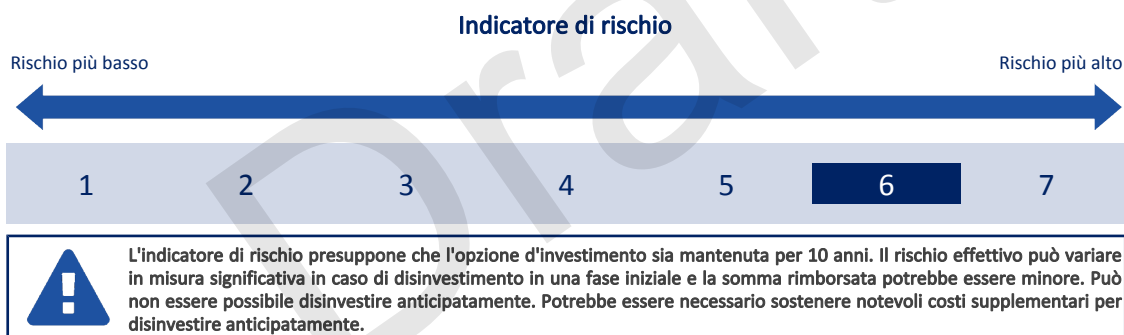 Indicatore di rischio
Rischio più basso
Rischio più alto
1 2 3 4 5 6 7
L'indicatore di rischio presuppone che l'opzione d'investimento sia mantenuta per 10 anni. Il rischio effettivo può variare
in misura significativa in caso di disinvestimento in una fase iniziale e la somma rimborsata potrebbe essere minore. Può
non essere possibile disinvestire anticipatamente. Potrebbe essere necessario sostenere notevoli costi supplementari per
disinvestire anticipatamente.